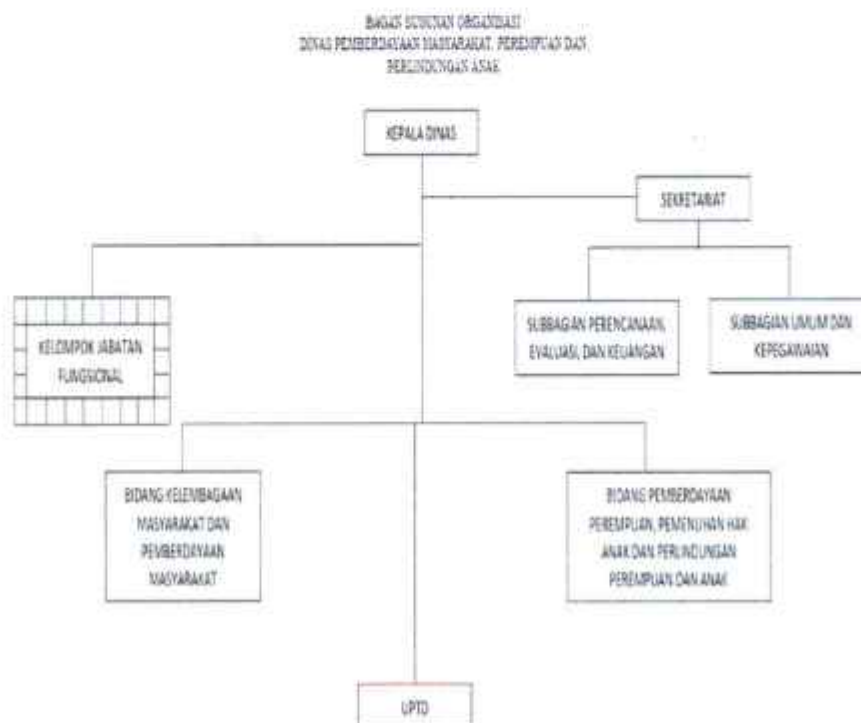 BAGAN SUSUNAN ORGANISASI
DINAS PEMBERDAYAAN MASYARAKAT, PEREMPUAN DAN
PERLINDUNGAN ANAK
KEPALA DINAS
SEKRETARIAT
KELOMPOK JABATAN
FUNGSIONAL
SUBBAGIAN PERENCANAAN,
EVALUASI, DAN KEUANGAN
SUBBAGIAN UMUM DAN
KEPEGAWAIAN
BIDANG KELEMBAGAAN
MASYARAKAT DAN
PEMBERDAYAAN
MASYARAKAT
BIDANG PEMBERDAYAAN
PEREMPUAN, PEMENUHAN HAK
ANAK DAN PERLINDUNGAN
PEREMPUAN DAN ANAK
UPTD